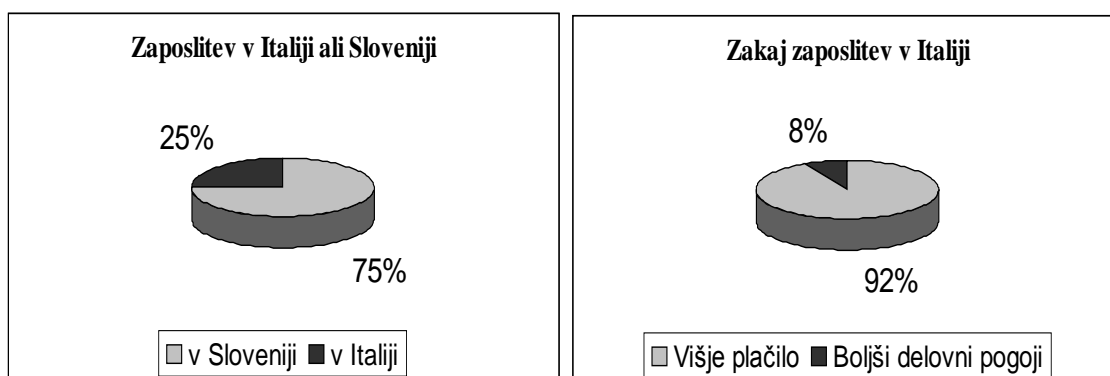 Zaposlitev v Italiji ali Sloveniji
25%
75%
v Sloveniji v Italiji
Zakaj zaposlitev v Italiji
8%
92%
Višje plačilo Boljši delovni pogoji